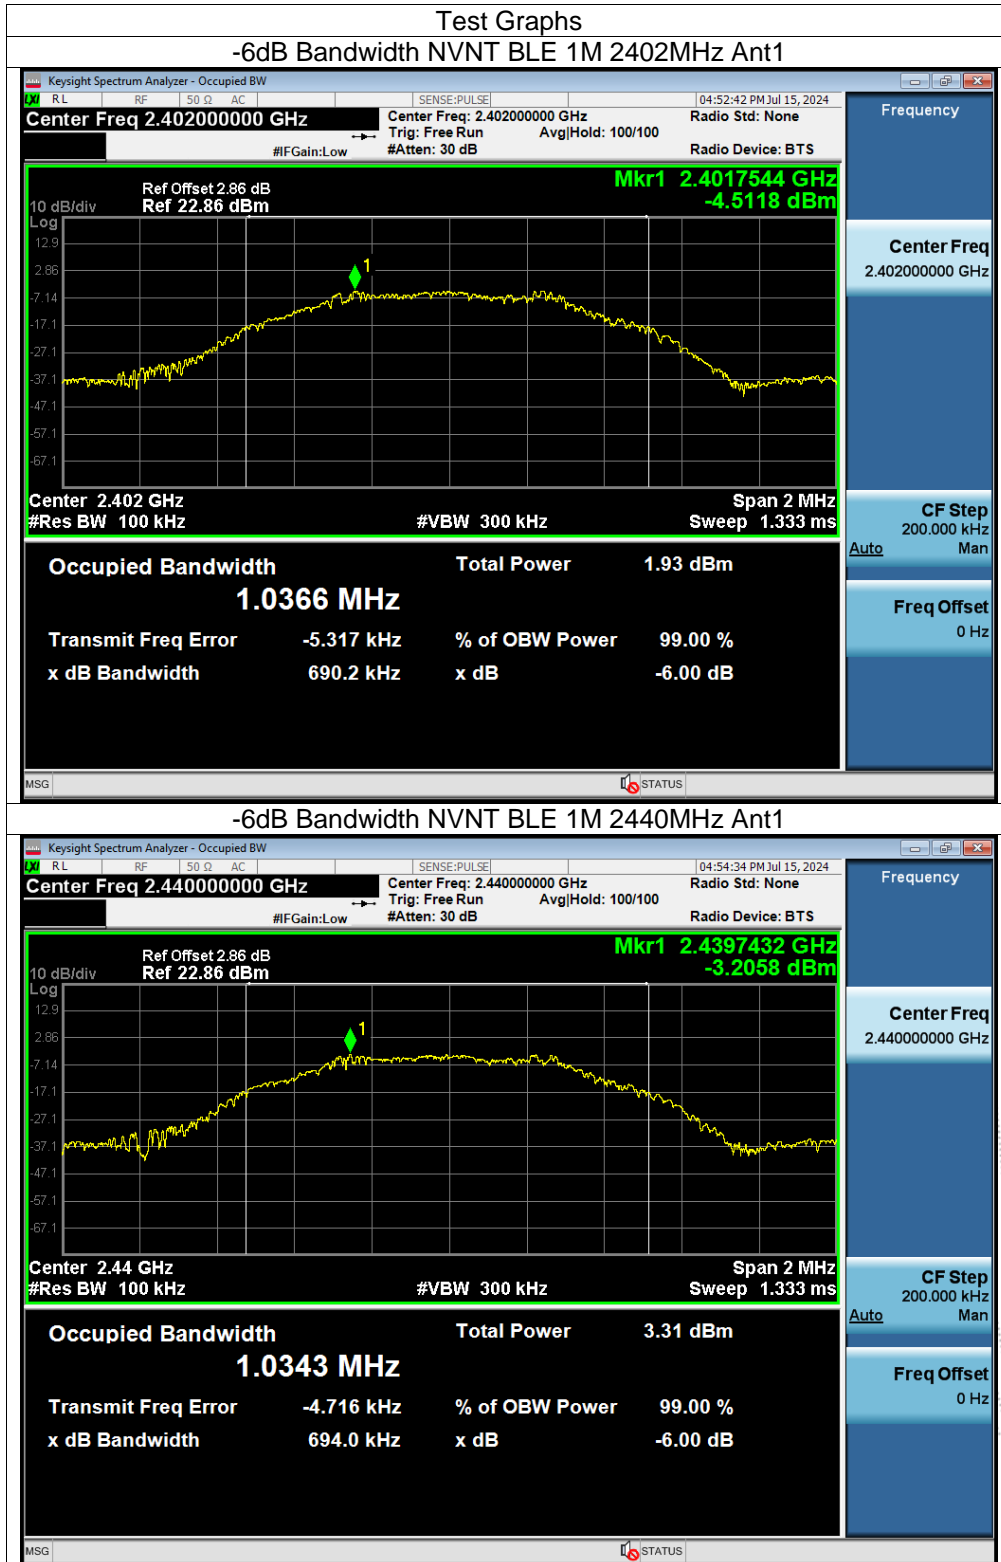 Test Graphs
-6dB Bandwidth NVNT BLE 1M 2402MHz Ant1
Keysight Spectrum Analyzer - Occupied BW
LXI RL RF 50 Ω AC SENSE:PULSE 04:52:42 PM Jul 15, 2024
Center Freq 2.402000000 GHz Center Freq: 2.402000000 GHz Radio Std: None Frequency
Trig: Free Run Avg|Hold: 100/100
#IFGain:Low #Atten: 30 dB Radio Device: BTS
Mkr1 2.4017544 GHz
Ref Offset 2.86 dB
-4.5118 dBm
10 dB/div Ref 22.86 dBm
Log
12.9
Center Freq
2.402000000 GHz
1
2.86
-7.14
-17.1
-27.1
-37.1
-47.1
-57.1
-67.1
Center 2.402 GHz Span 2 MHz
#Res BW 100 kHz #VBW 300 kHz Sweep 1.333 ms
CF Step
200.000 kHz
Auto Man
Occupied Bandwidth Total Power 1.93 dBm
1.0366 MHz
Freq Offset
0 Hz
Transmit Freq Error -5.317 kHz % of OBW Power 99.00 %
x dB Bandwidth 690.2 kHz x dB -6.00 dB
MSG STATUS
-6dB Bandwidth NVNT BLE 1M 2440MHz Ant1
Keysight Spectrum Analyzer - Occupied BW
LXI RL RF 50 Ω AC SENSE:PULSE 04:54:34 PM Jul 15, 2024
Center Freq 2.440000000 GHz Center Freq: 2.440000000 GHz Radio Std: None Frequency
Trig: Free Run Avg|Hold: 100/100
#IFGain:Low #Atten: 30 dB Radio Device: BTS
Mkr1 2.4397432 GHz
Ref Offset 2.86 dB
-3.2058 dBm
10 dB/div Ref 22.86 dBm
Log
12.9
Center Freq
2.440000000 GHz
1
2.86
-7.14
-17.1
-27.1
-37.1
-47.1
-57.1
-67.1
Center 2.44 GHz Span 2 MHz
#Res BW 100 kHz #VBW 300 kHz Sweep 1.333 ms
CF Step
200.000 kHz
Auto Man
Occupied Bandwidth Total Power 3.31 dBm
1.0343 MHz
Freq Offset
0 Hz
Transmit Freq Error -4.716 kHz % of OBW Power 99.00 %
x dB Bandwidth 694.0 kHz x dB -6.00 dB
MSG STATUS